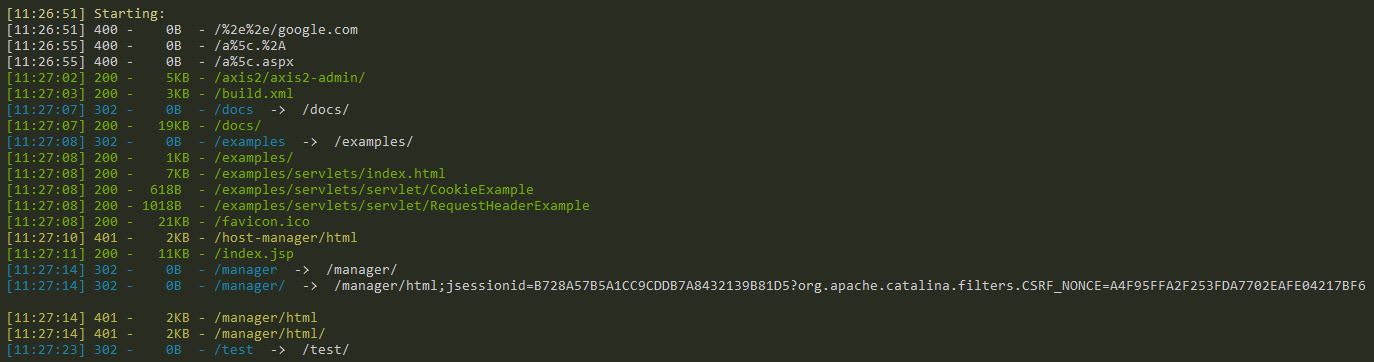 [11:26:51] Starting:
[11:26:51] 400 -    0B  - /%2e%2e/google.com
[11:26:55] 400 -    0B  - /a%5c.%2A
[11:26:55] 400 -    0B  - /a%5c.aspx
[11:27:02] 200 -    5KB - /axis2/axis2-admin/
[11:27:03] 200 -    3KB - /build.xml
[11:27:07] 302 -    0B  - /docs  ->  /docs/
[11:27:07] 200 -   19KB - /docs/
[11:27:08] 302 -    0B  - /examples  ->  /examples/
[11:27:08] 200 -    1KB - /examples/
[11:27:08] 200 -    7KB - /examples/servlets/index.html
[11:27:08] 200 -  618B  - /examples/servlets/servlet/CookieExample
[11:27:08] 200 - 1018B  - /examples/servlets/servlet/RequestHeaderExample
[11:27:08] 200 -   21KB - /favicon.ico
[11:27:10] 401 -    2KB - /host-manager/html
[11:27:11] 200 -   11KB - /index.jsp
[11:27:14] 302 -    0B  - /manager  ->  /manager/
[11:27:14] 302 -    0B  - /manager/  ->  /manager/html;jsessionid=B728A57B5A1CC9CDDB7A8432139B81D5?org.apache.catalina.filters.CSRF_NONCE=A4F95FFA2F253FDA7702EAFE04217BF6
[11:27:14] 401 -    2KB - /manager/html
[11:27:14] 401 -    2KB - /manager/html/
[11:27:23] 302 -    0B  - /test  ->  /test/